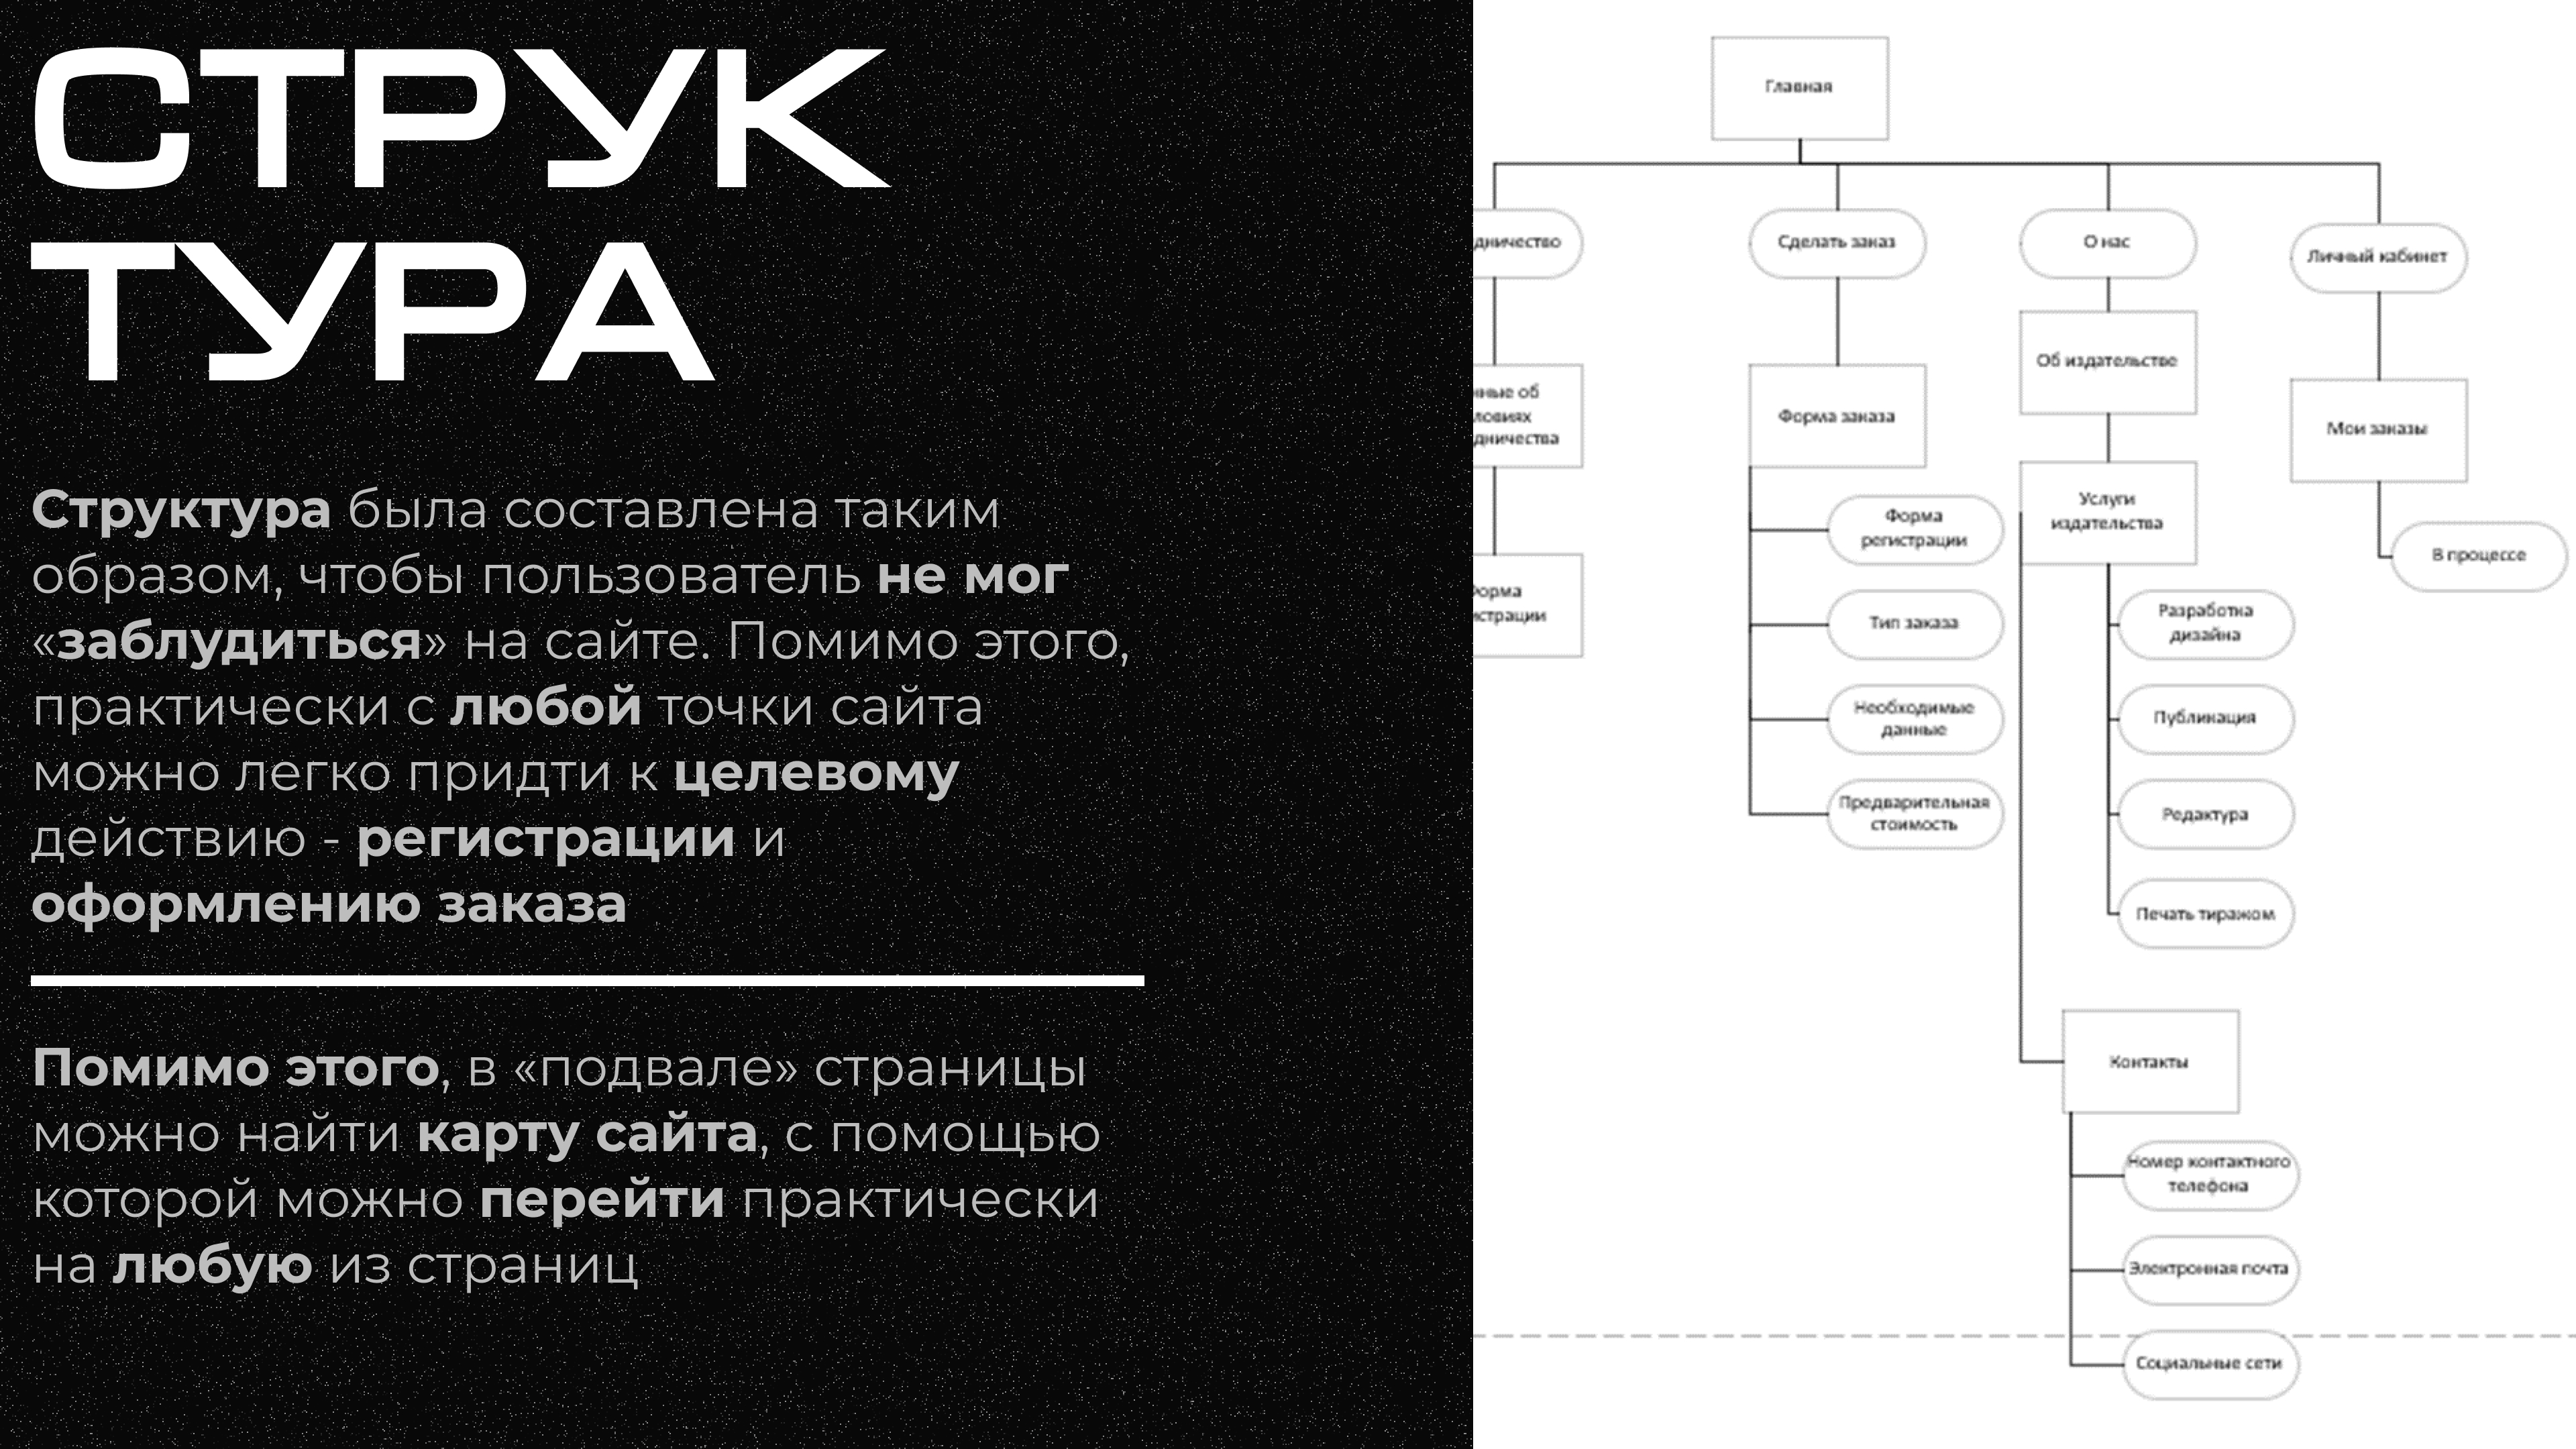 СТРУК
ТУРА
Структура была составлена таким
образом, чтобы пользователь не мог
«заблудиться» на сайте. Помимо этого,
практически с любой точки сайта
можно легко придти к целевому
действию - регистрации и
оформлению заказа
Помимо этого, в «подвале» страницы
можно найти карту сайта, с помощью
которой можно перейти практически
на любую из страниц
Главная
Сделать заказ
О нас
Личный кабинет
Об издательстве
об
Форма заказа
Мои заказы
Услуги
издательства
Форма
регистрации
В процессе
Тип заказа
Разработка
дизайна
Необходимые
данные
Публикация
Предварительная
стоимость
Редактура
Печать тиражом
Контакты
Номер контактного
телефона
Электронная почта
Социальные сети